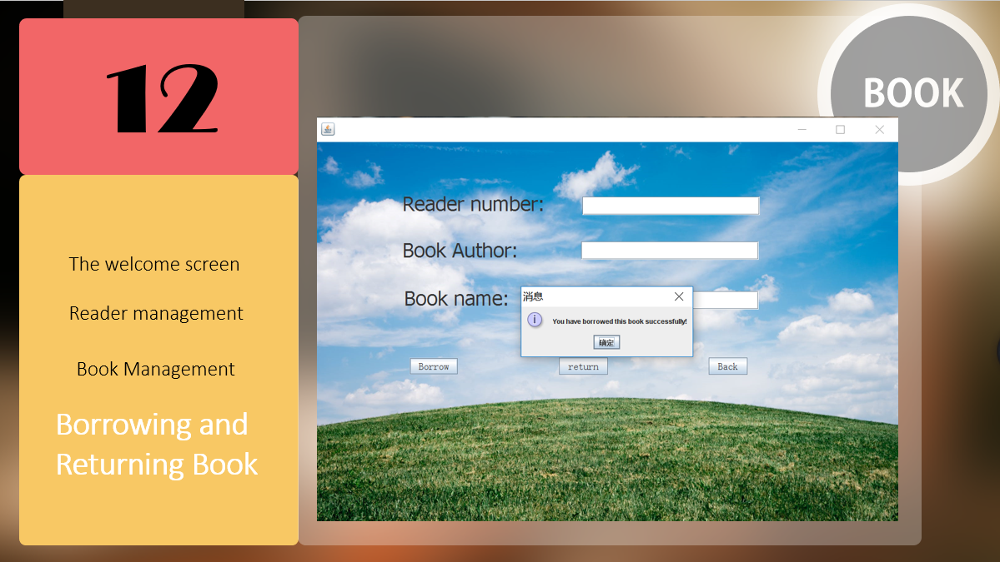 12
BOOK
The welcome screen
Reader management
Book Management
Borrowing and
Returning Book
Reader number:
Book Author:
Book name:
消息
You have borrowed this book successfully!
确定
Borrow
return
Back